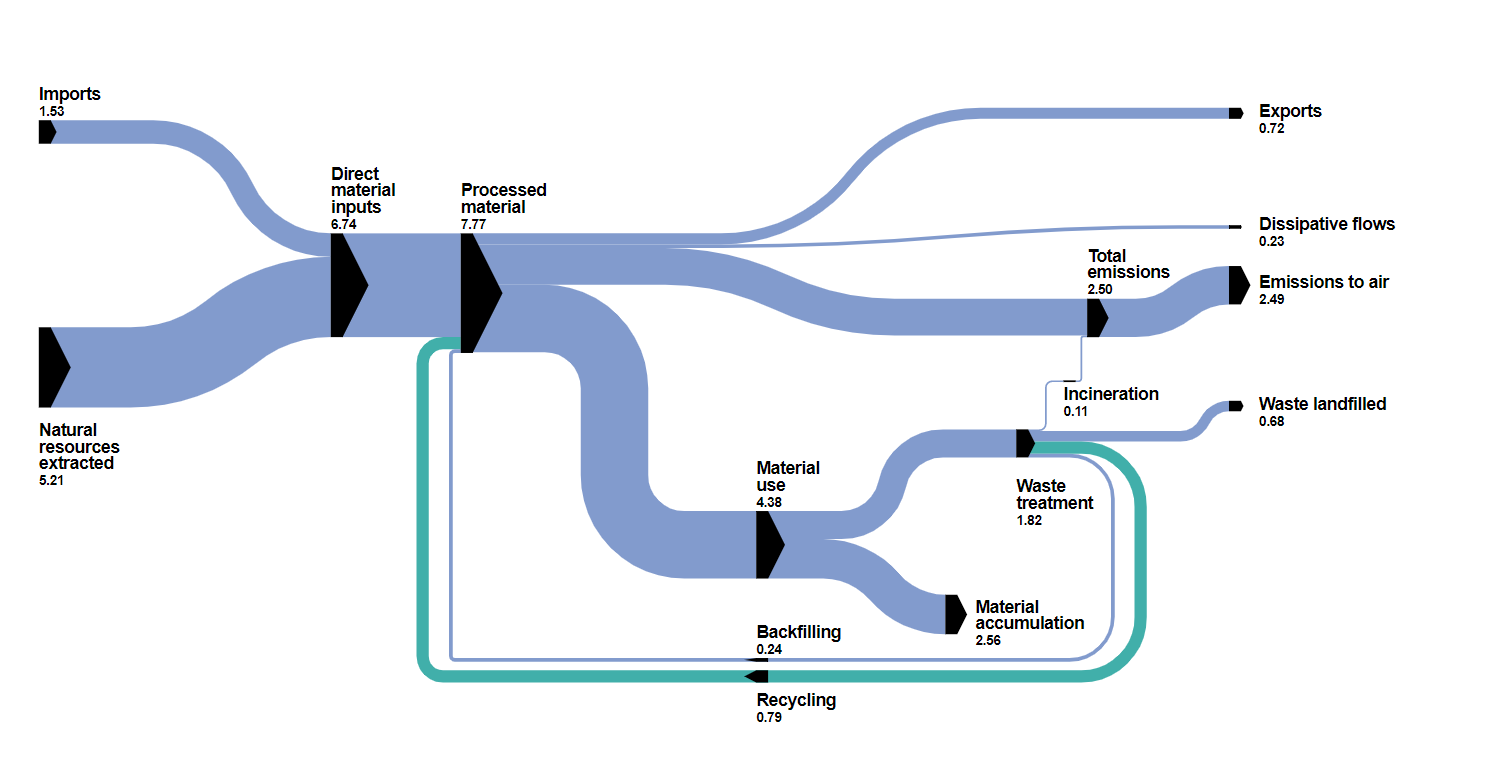 Imports
1.53
Natural
resources
extracted
5.21
Direct
material
inputs
6.74
Processed
material
7.77
Exports
0.72
Dissipative flows
0.23
Total
emissions
2.50
Emissions to air
2.49
Incineration
0.11
Waste landfilled
0.68
Material
use
4.38
Waste
treatment
1.82
Material
accumulation
2.56
Backfilling
0.24
Recycling
0.79